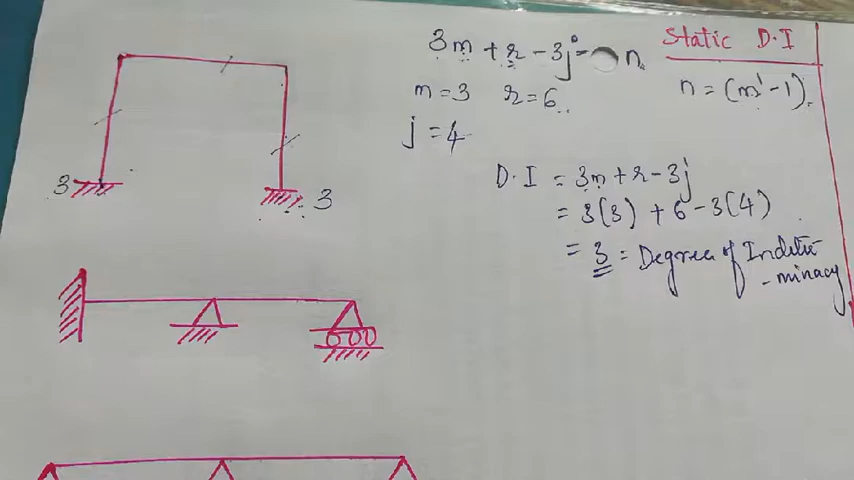 Static D.I
3m + r - 3j - n
n = (m' - 1)
m = 3 r = 6
j = 4
D.I = 3m + r - 3j
= 3(3) + 6 - 3(4)
= 3 = Degree of Indeter
- minacy
3
3